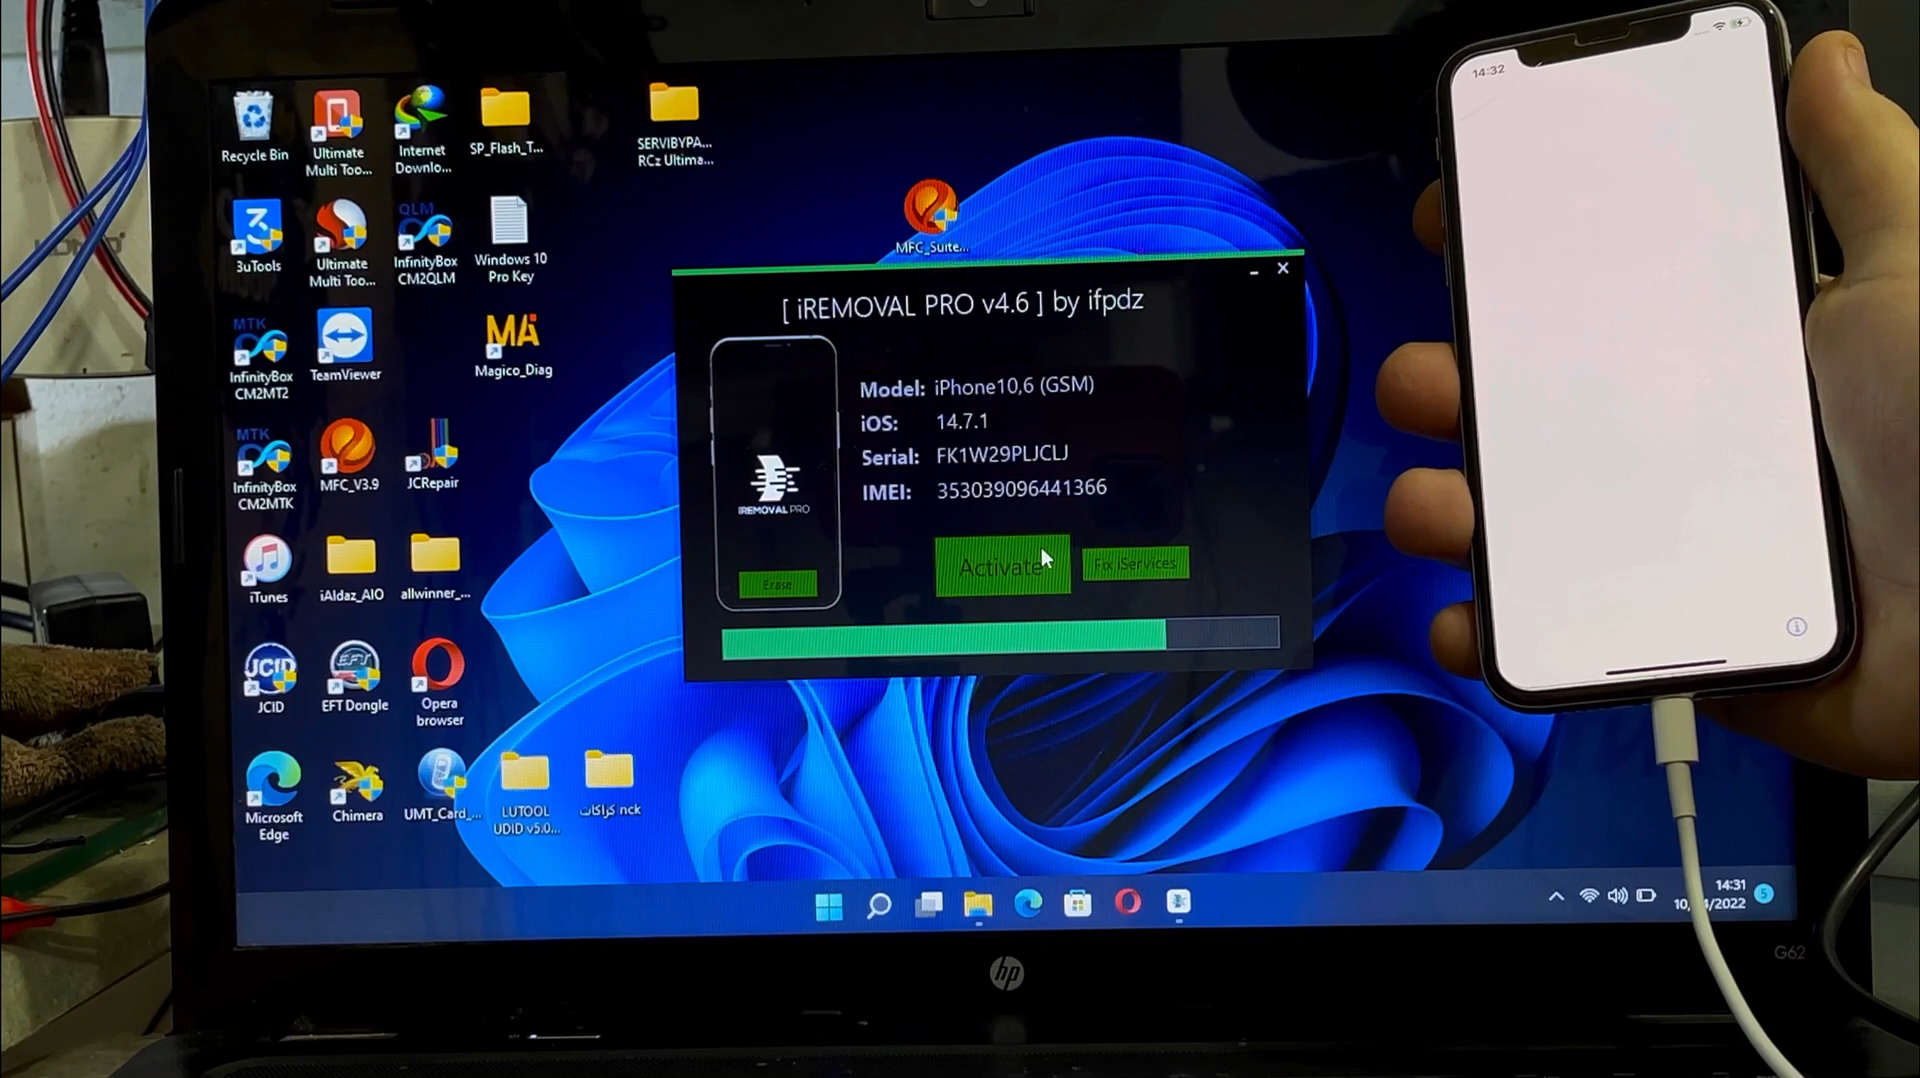 Recycle Bin
Ultimate
Multi Too...
Internet
Downlo...
SP_Flash_T...
SERVIBYPA...
RCz Ultima...
3uTools
Ultimate
Multi Too...
QLM
InfinityBox
CM2QLM
Windows 10
Pro Key
MFC_Suite...
MTK
InfinityBox
CM2MT2
TeamViewer
MA
Magico_Diag
MTK
InfinityBox
CM2MTK
MFC_V3.9
JCRepair
iTunes
iAldaz_AIO
allwinner_...
JCID
JCID
EFT
EFT Dongle
Opera
browser
Microsoft
Edge
Chimera
UMT_Card_...
LUTOOL
UDID v5.0...
كراكات nck
[ iREMOVAL PRO v4.6 ] by ifpdz
Model: iPhone10,6 (GSM)
iOS: 14.7.1
Serial: FK1W29PLJCLJ
IMEI: 353039096441366
iREMOVAL PRO
Erase
Activate
Fix iServices
14:32
14:31
5
hp
G62